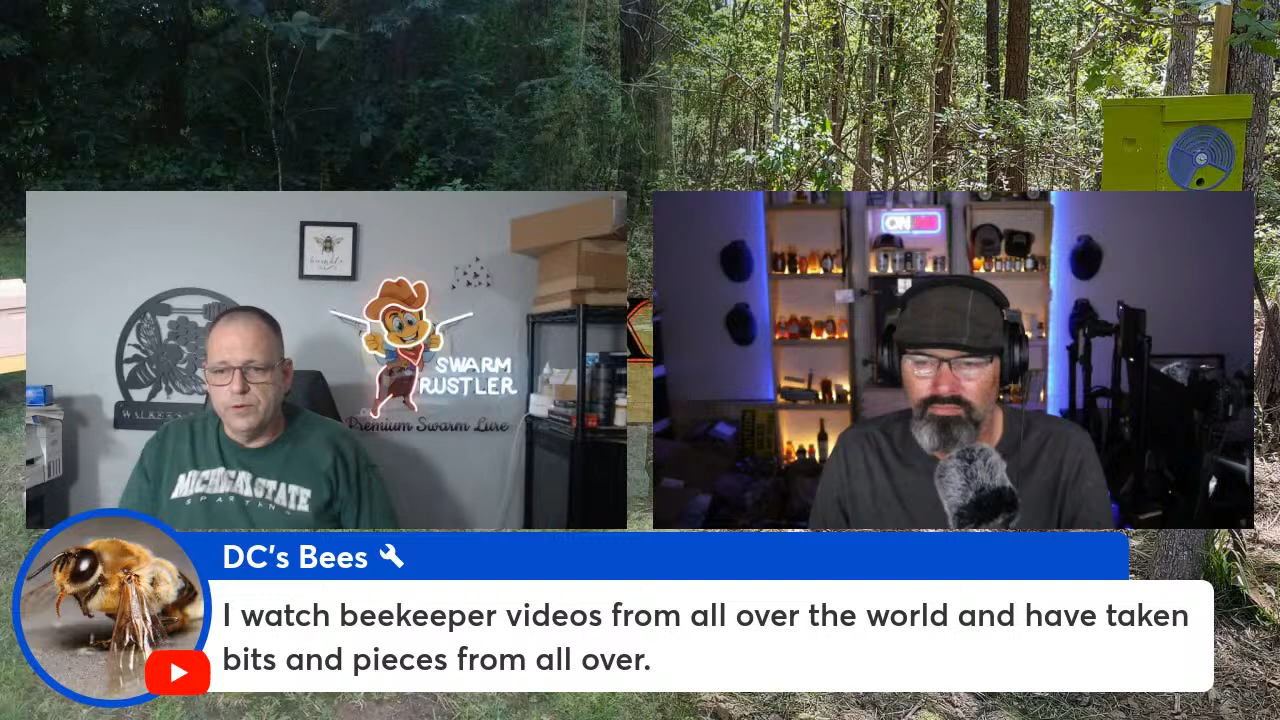 ON
SWARM
RUSTLER
Premium Swarm Lure
MICHIGAN STATE
SPARTANS
DC's Bees
I watch beekeeper videos from all over the world and have taken
bits and pieces from all over.